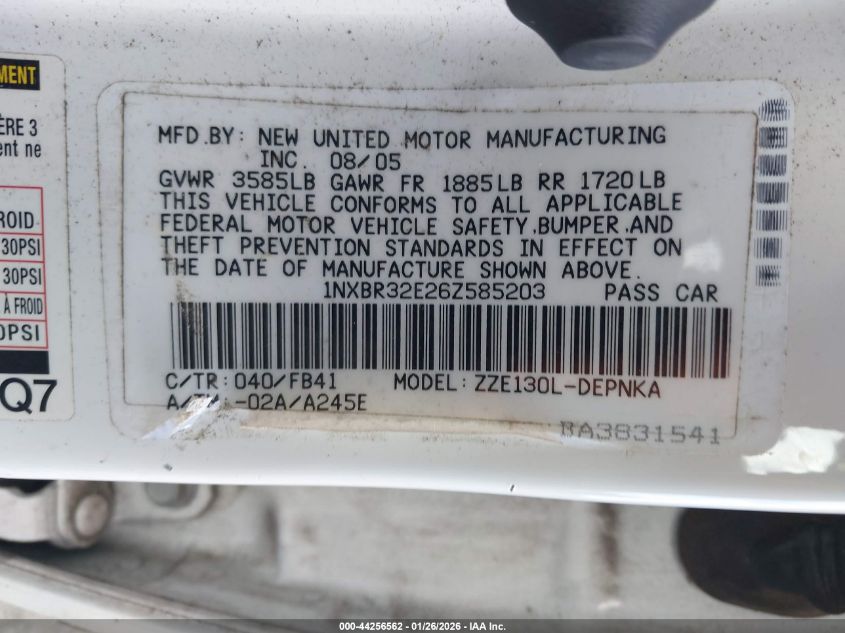 MENT
ÈRE 3
ent ne
ROID
30PSI
30PSI
À FROID
0PSI
Q7
MFD.BY: NEW UNITED MOTOR MANUFACTURING
INC. 08/05
GVWR 3585LB GAWR FR 1885LB RR 1720LB
THIS VEHICLE CONFORMS TO ALL APPLICABLE
FEDERAL MOTOR VEHICLE SAFETY,BUMPER,AND
THEFT PREVENTION STANDARDS IN EFFECT ON
THE DATE OF MANUFACTURE SHOWN ABOVE.
1NXBR32E26Z585203 PASS CAR
C/TR:040/FB41 MODEL:ZZE130L-DEPNKA
-02A/A245E
BA3831541
000-44256562 | 01/26/2026 - IAA Inc.